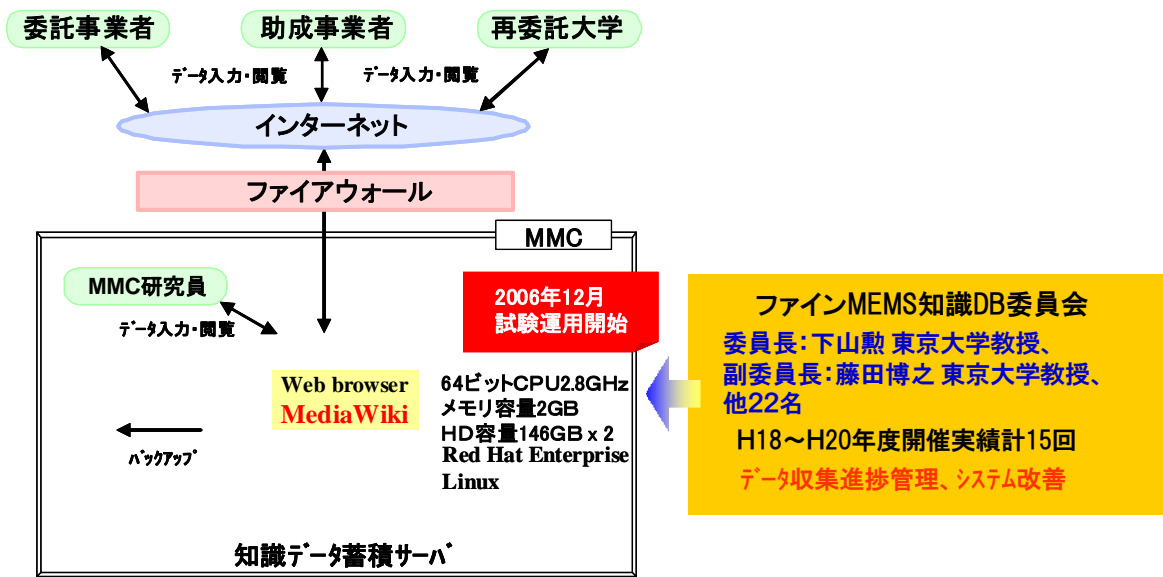 委託事業者
助成事業者
再委託大学
ﾃﾞｰﾀ入力・閲覧
ﾃﾞｰﾀ入力・閲覧
インターネット
ファイアウォール
MMC
MMC研究員
ﾃﾞｰﾀ入力・閲覧
2006年12月
試験運用開始
Web browser
MediaWiki
64ビットCPU2.8GHz
メモリ容量2GB
HD容量146GB x 2
Red Hat Enterprise
Linux
ﾊﾞｯｸｱｯﾌﾟ
知識ﾃﾞｰﾀ蓄積ｻｰﾊﾞ
ファインMEMS知識DB委員会
委員長：下山勲 東京大学教授、
副委員長：藤田博之 東京大学教授、
他22名
H18～H20年度開催実績計15回
ﾃﾞｰﾀ収集進捗管理、ｼｽﾃﾑ改善